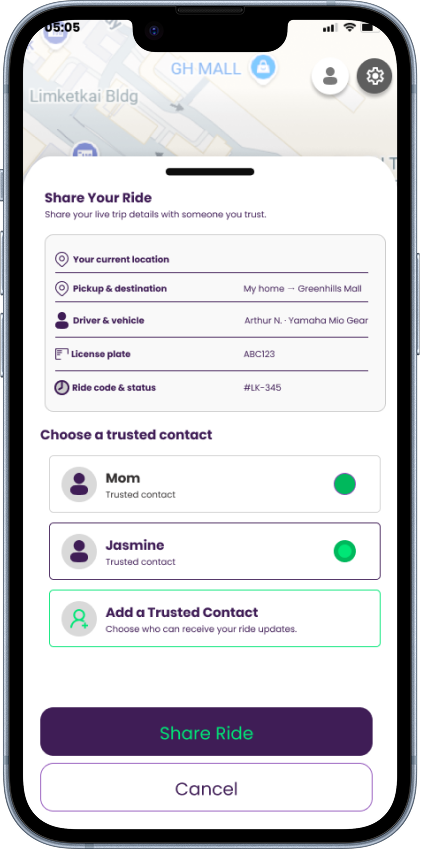 05:05
GH MALL
Limketkai Bldg
Share Your Ride
Share your live trip details with someone you trust.
Your current location
Pickup & destination My home → Greenhills Mall
Driver & vehicle Arthur N. · Yamaha Mio Gear
License plate ABC123
Ride code & status #LK-345
Choose a trusted contact
Mom
Trusted contact
Jasmine
Trusted contact
Add a Trusted Contact
Choose who can receive your ride updates.
Share Ride
Cancel